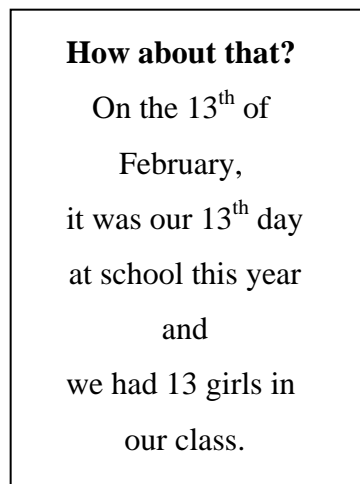 How about that?
On the 13th of
February,
it was our 13th day
at school this year
and
we had 13 girls in
our class.